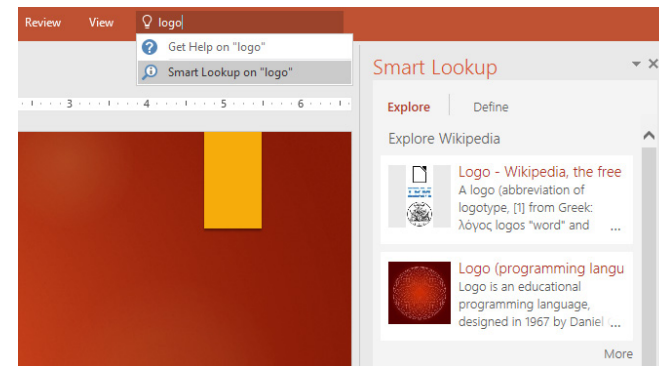 Review View logo
Get Help on "logo"
Smart Lookup on "logo"
3 4 5 6
Smart Lookup
Explore Define
Explore Wikipedia
Logo - Wikipedia, the free
A logo (abbreviation of
logotype, [1] from Greek:
λόγος logos "word" and ...
Logo (programming langu
Logo is an educational
programming language,
designed in 1967 by Daniel ...
More